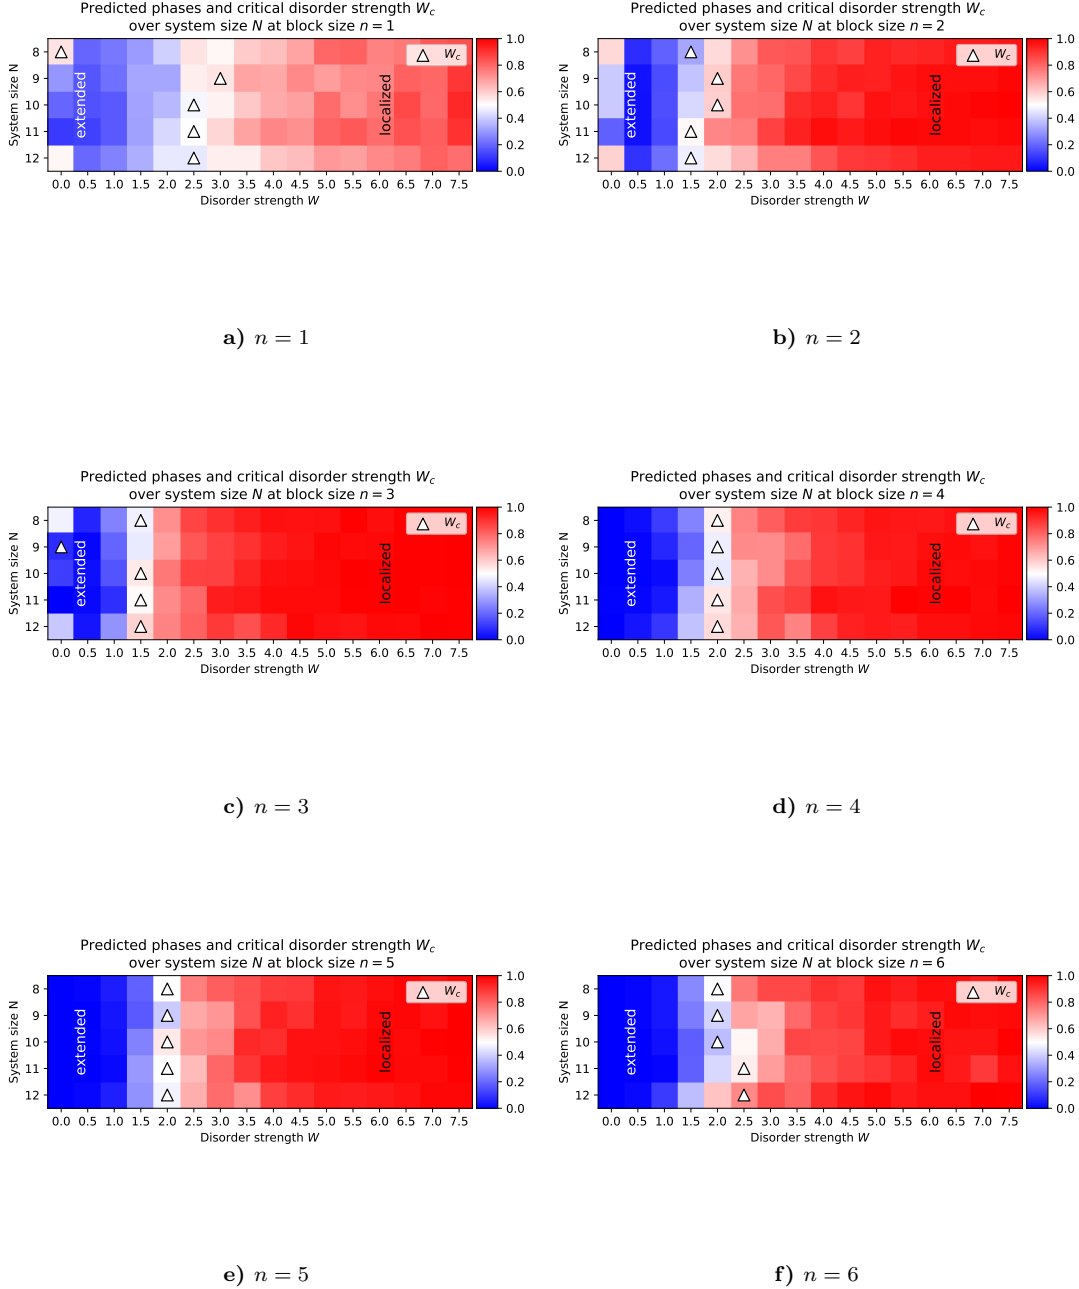 Predicted phases and critical disorder strength W_c
over system size N at block size n = 1
System size N
8
9
10
11
12
extended
localized
W_c
1.0
0.8
0.6
0.4
0.2
0.0
0.0 0.5 1.0 1.5 2.0 2.5 3.0 3.5 4.0 4.5 5.0 5.5 6.0 6.5 7.0 7.5
Disorder strength W
a) n = 1
Predicted phases and critical disorder strength W_c
over system size N at block size n = 2
System size N
8
9
10
11
12
extended
localized
W_c
1.0
0.8
0.6
0.4
0.2
0.0
0.0 0.5 1.0 1.5 2.0 2.5 3.0 3.5 4.0 4.5 5.0 5.5 6.0 6.5 7.0 7.5
Disorder strength W
b) n = 2
Predicted phases and critical disorder strength W_c
over system size N at block size n = 3
System size N
8
9
10
11
12
extended
localized
W_c
1.0
0.8
0.6
0.4
0.2
0.0
0.0 0.5 1.0 1.5 2.0 2.5 3.0 3.5 4.0 4.5 5.0 5.5 6.0 6.5 7.0 7.5
Disorder strength W
c) n = 3
Predicted phases and critical disorder strength W_c
over system size N at block size n = 4
System size N
8
9
10
11
12
extended
localized
W_c
1.0
0.8
0.6
0.4
0.2
0.0
0.0 0.5 1.0 1.5 2.0 2.5 3.0 3.5 4.0 4.5 5.0 5.5 6.0 6.5 7.0 7.5
Disorder strength W
d) n = 4
Predicted phases and critical disorder strength W_c
over system size N at block size n = 5
System size N
8
9
10
11
12
extended
localized
W_c
1.0
0.8
0.6
0.4
0.2
0.0
0.0 0.5 1.0 1.5 2.0 2.5 3.0 3.5 4.0 4.5 5.0 5.5 6.0 6.5 7.0 7.5
Disorder strength W
e) n = 5
Predicted phases and critical disorder strength W_c
over system size N at block size n = 6
System size N
8
9
10
11
12
extended
localized
W_c
1.0
0.8
0.6
0.4
0.2
0.0
0.0 0.5 1.0 1.5 2.0 2.5 3.0 3.5 4.0 4.5 5.0 5.5 6.0 6.5 7.0 7.5
Disorder strength W
f) n = 6